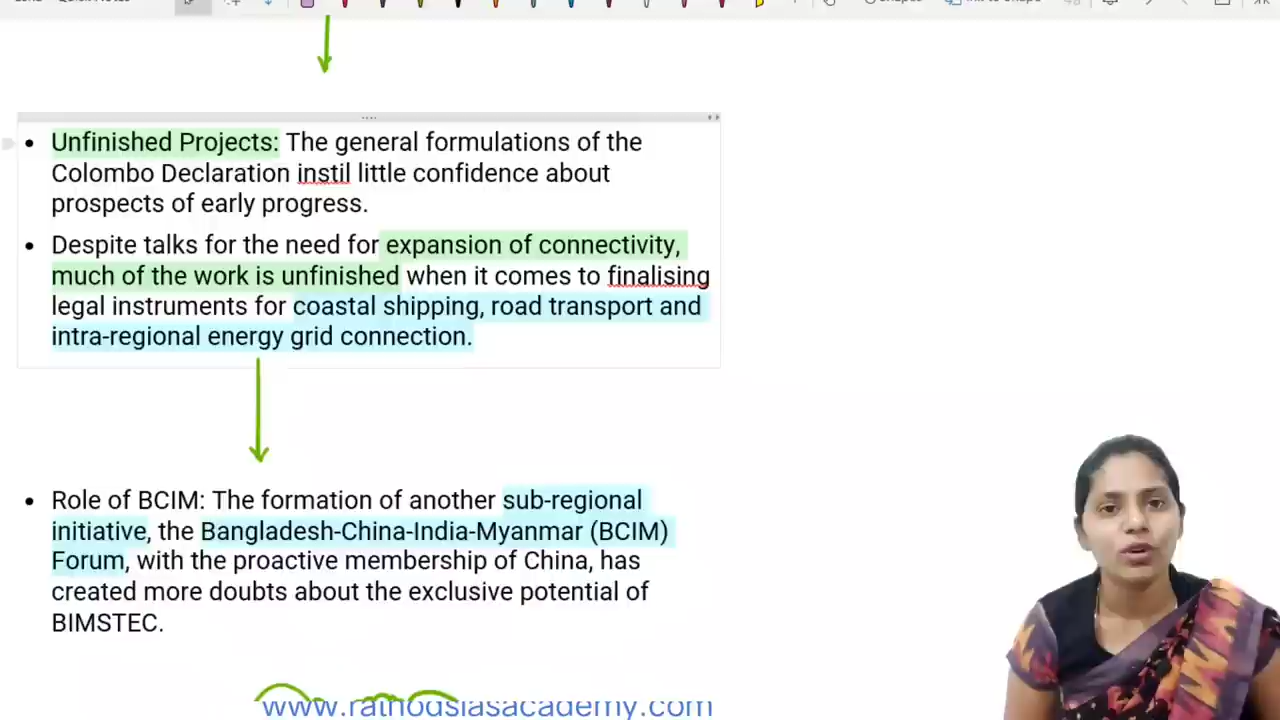 Unfinished Projects: The general formulations of the
Colombo Declaration instil little confidence about
prospects of early progress.
Despite talks for the need for expansion of connectivity,
much of the work is unfinished when it comes to finalising
legal instruments for coastal shipping, road transport and
intra-regional energy grid connection.
Role of BCIM: The formation of another sub-regional
initiative, the Bangladesh-China-India-Myanmar (BCIM)
Forum, with the proactive membership of China, has
created more doubts about the exclusive potential of
BIMSTEC.
www.rathodsiasacademy.com